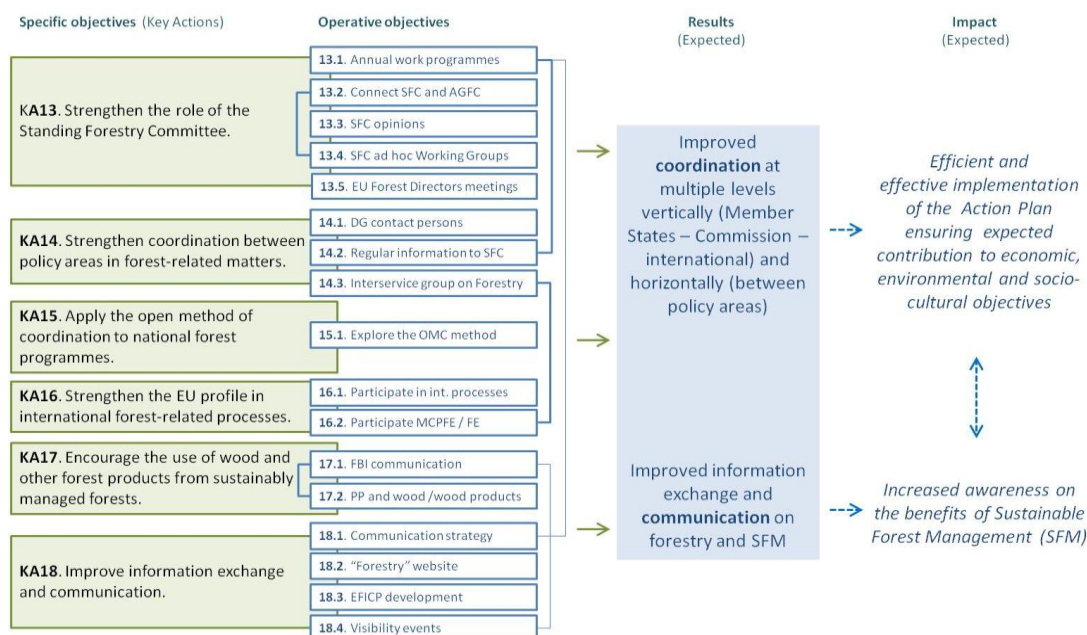 Specific objectives (Key Actions)
Operative objectives
Results
(Expected)
Impact
(Expected)
KA13. Strengthen the role of the
Standing Forestry Committee.
13.1. Annual work programmes
13.2. Connect SFC and AGFC
13.3. SFC opinions
13.4. SFC ad hoc Working Groups
13.5. EU Forest Directors meetings
KA14. Strengthen coordination between
policy areas in forest-related matters.
14.1. DG contact persons
14.2. Regular information to SFC
14.3. Interservice group on Forestry
KA15. Apply the open method of
coordination to national forest
programmes.
15.1. Explore the OMC method
KA16. Strengthen the EU profile in
international forest-related processes.
16.1. Participate in int. processes
16.2. Participate MCPFE / FE
KA17. Encourage the use of wood and
other forest products from sustainably
managed forests.
17.1. FBI communication
17.2. PP and wood /wood products
KA18. Improve information exchange
and communication.
18.1. Communication strategy
18.2. "Forestry" website
18.3. EFICP development
18.4. Visibility events
Improved
coordination at
multiple levels
vertically (Member
States – Commission –
international) and
horizontally (between
policy areas)
Improved information
exchange and
communication on
forestry and SFM
Efficient and
effective implementation
of the Action Plan
ensuring expected
contribution to economic,
environmental and socio-
cultural objectives
Increased awareness on
the benefits of Sustainable
Forest Management (SFM)